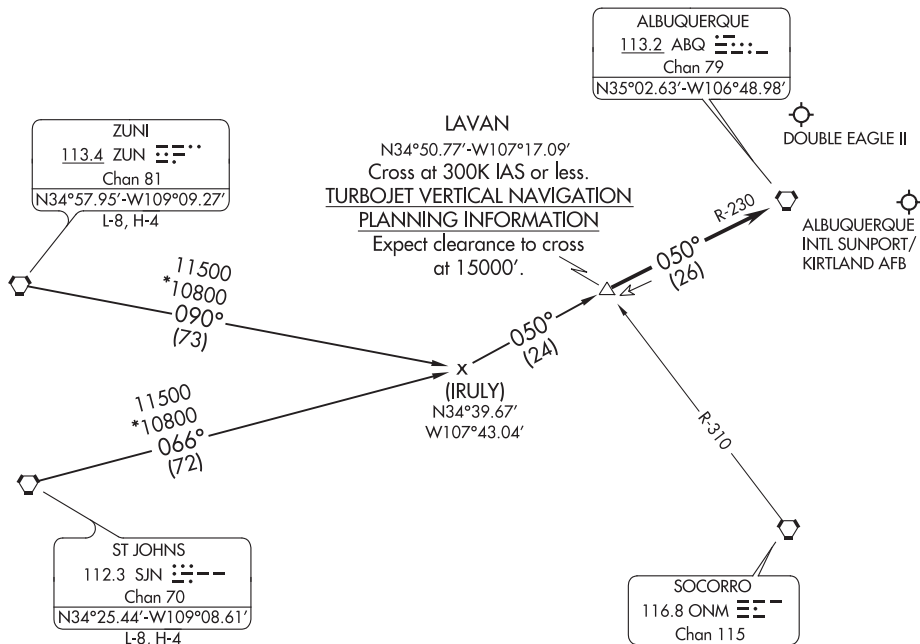 ALBUQUERQUE
113.2 ABQ
Chan 79
N35°02.63’-W106°48.98’
DOUBLE EAGLE II
ALBUQUERQUE
INTL SUNPORT/
KIRTLAND AFB
ZUNI
113.4 ZUN
Chan 81
N34°57.95’-W109°09.27’
L-8, H-4
LAVAN
N34°50.77’-W107°17.09’
Cross at 300K IAS or less.
TURBOJET VERTICAL NAVIGATION
PLANNING INFORMATION
Expect clearance to cross
at 15000’.
R-230
050°
(26)
11500
*10800
090°
(73)
050°
(24)
x
(IRULY)
N34°39.67’
W107°43.04’
11500
*10800
066°
(72)
R-310
ST JOHNS
112.3 SJN
Chan 70
N34°25.44’-W109°08.61’
L-8, H-4
SOCORRO
116.8 ONM
Chan 115